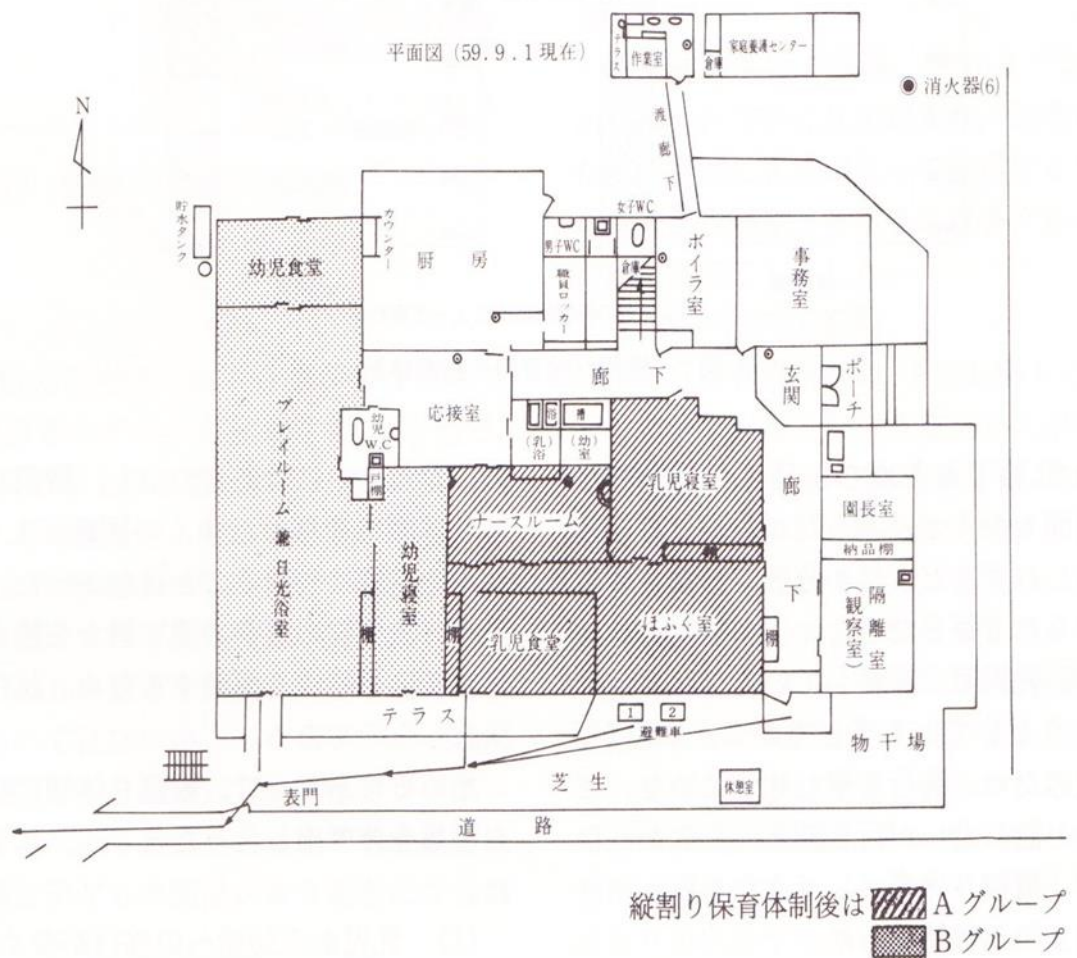 平面図(59.9.1現在)
テラス
作業室
倉庫
家庭養護センター
消火器(6)
渡廊下
N
貯水タンク
幼児食堂
カウンター
厨房
男子WC
女子WC
職員ロッカー
倉庫
ボイラ室
事務室
廊下
玄関
ポーチ
プレイルーム兼日光浴室
幼児W.C
戸棚
応接室
浴槽
(乳浴)
(幼室)
乳児寝室
ナースルーム
幼児寝室
棚
棚
棚
乳児食堂
ほふく室
廊下
棚
園長室
納品棚
隔離室
(観察室)
テラス
1
2
避難車
物干場
芝生
休憩室
表門
道路
縦割り保育体制後は
Aグループ
Bグループ